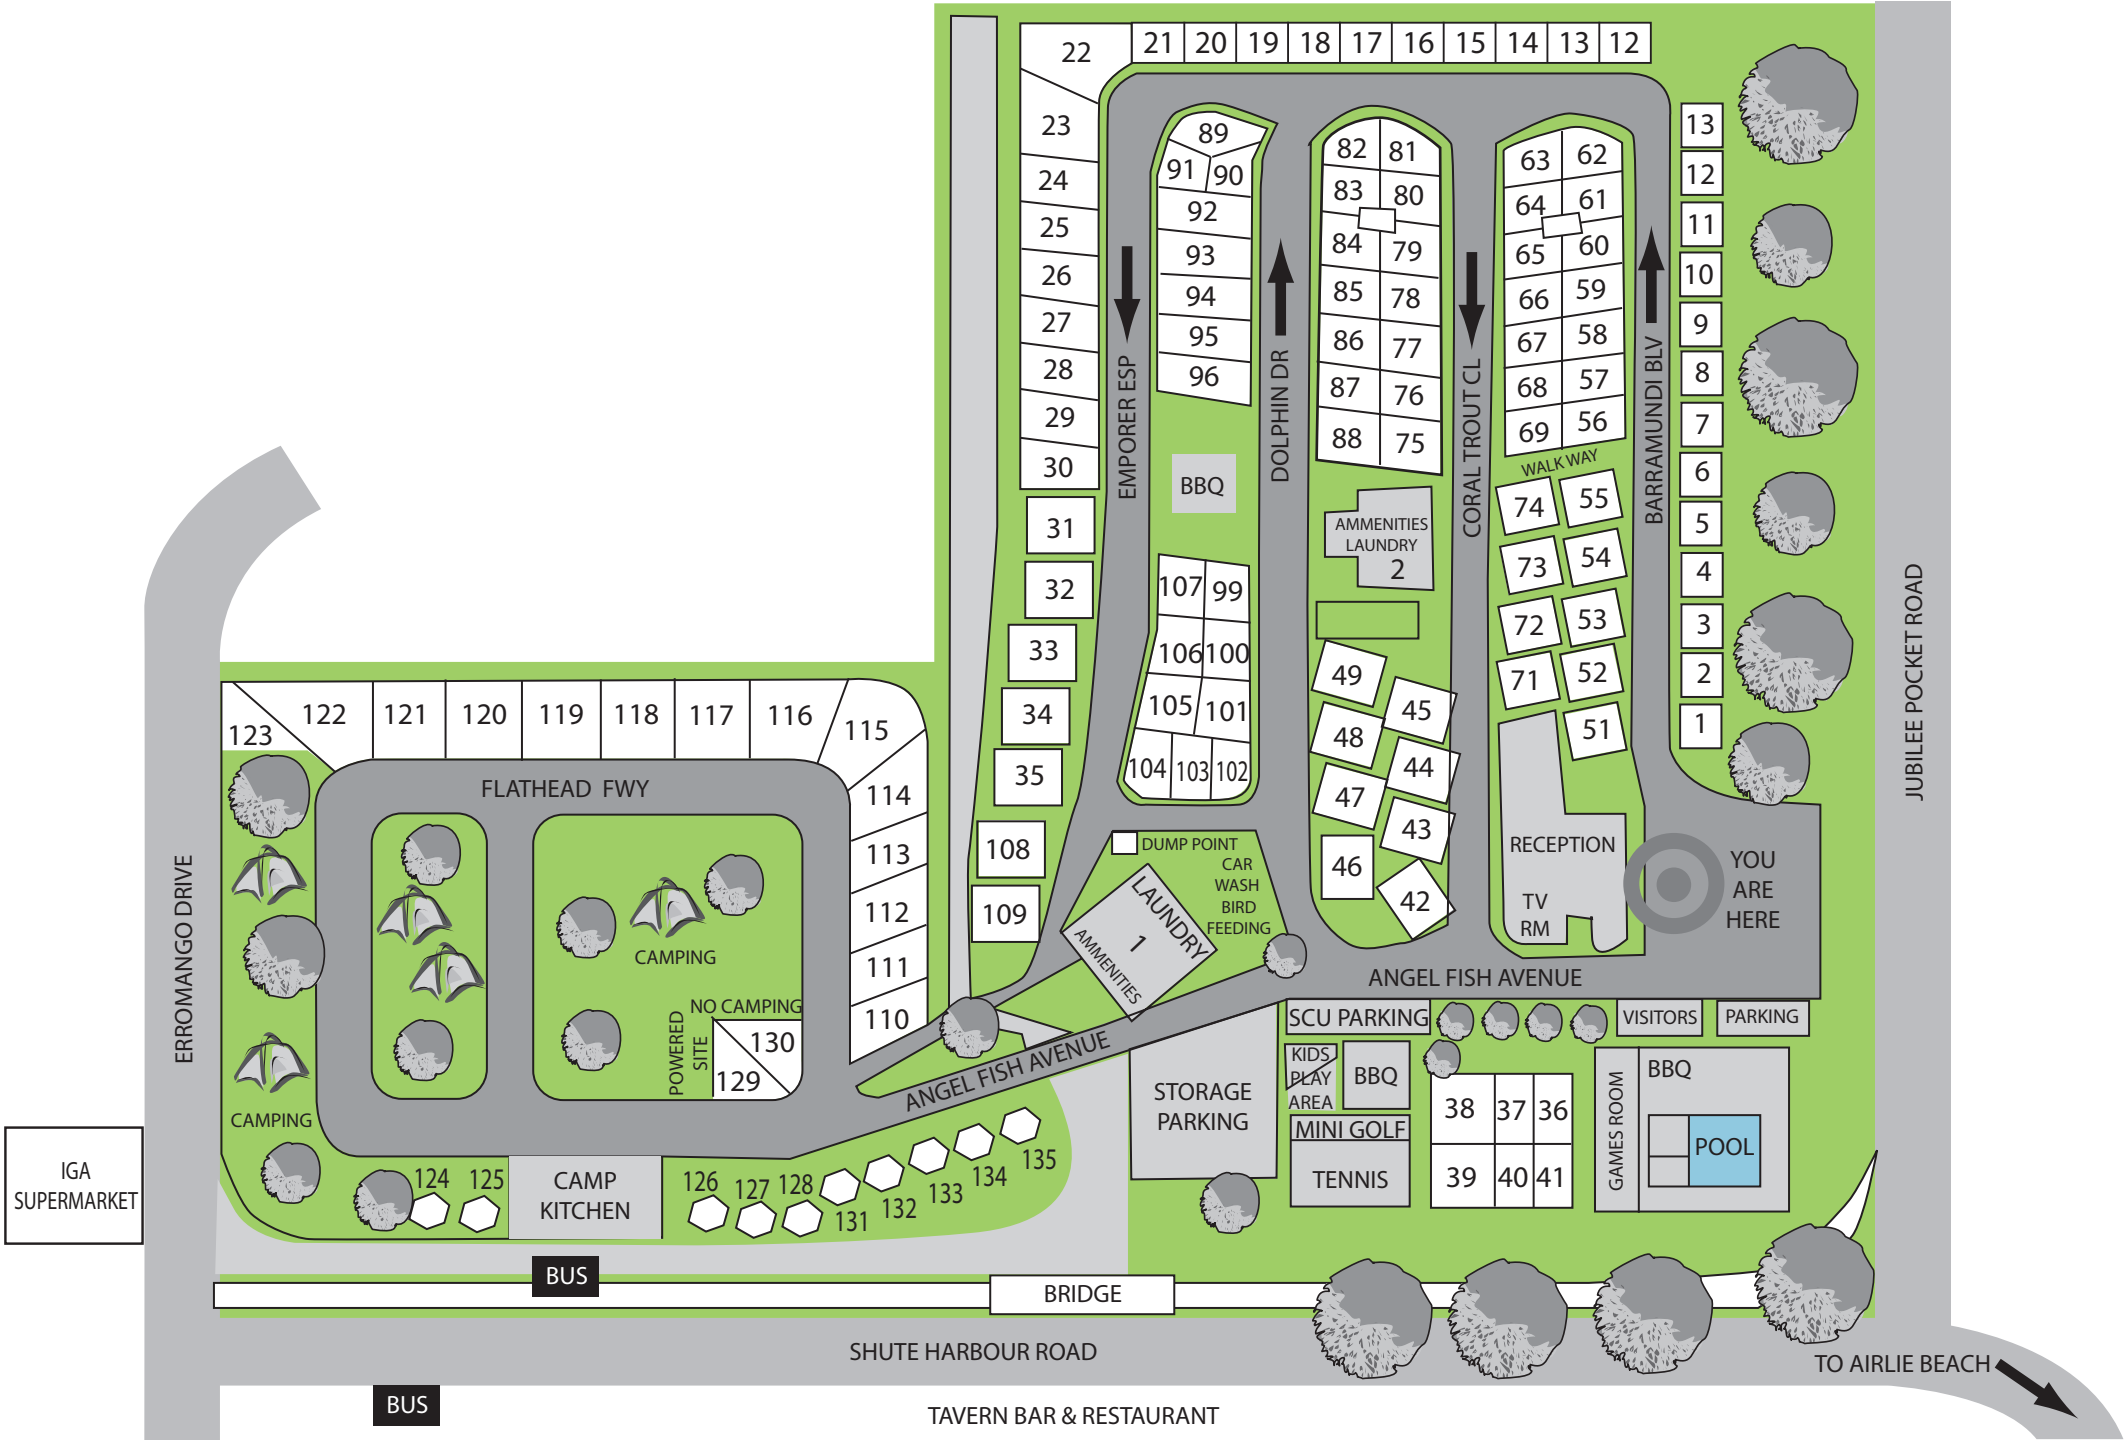 22
21
20
19
18
17
16
15
14
13
12
23
24
25
26
27
28
29
30
31
32
33
34
35
108
109
EMPORER ESP
89
91
90
92
93
94
95
96
BBQ
107
99
106
100
105
101
104
103
102
DOLPHIN DR
82
81
83
80
84
79
85
78
86
77
87
76
88
75
AMMENITIES
LAUNDRY
2
49
45
48
44
47
43
46
42
CORAL TROUT CL
63
62
64
61
65
60
66
59
67
58
68
57
69
56
WALK WAY
74
55
73
54
72
53
71
52
51
RECEPTION
TV
RM
BARRAMUNDI BLV
13
12
11
10
9
8
7
6
5
4
3
2
1
YOU
ARE
HERE
JUBILEE POCKET ROAD
DUMP POINT
CAR
WASH
BIRD
FEEDING
LAUNDRY
1
AMMENITIES
ANGEL FISH AVENUE
123
122
121
120
119
118
117
116
115
114
113
112
111
110
FLATHEAD FWY
CAMPING
NO CAMPING
POWERED
SITE
130
129
ERROMANGO DRIVE
CAMPING
ANGEL FISH AVENUE
SCU PARKING
VISITORS
PARKING
KIDS
PLAY
AREA
BBQ
MINI GOLF
TENNIS
STORAGE
PARKING
38
37
36
39
40
41
GAMES ROOM
BBQ
POOL
IGA
SUPERMARKET
124
125
CAMP
KITCHEN
126
127
128
131
132
133
134
135
BUS
BRIDGE
SHUTE HARBOUR ROAD
TO AIRLIE BEACH
BUS
TAVERN BAR & RESTAURANT